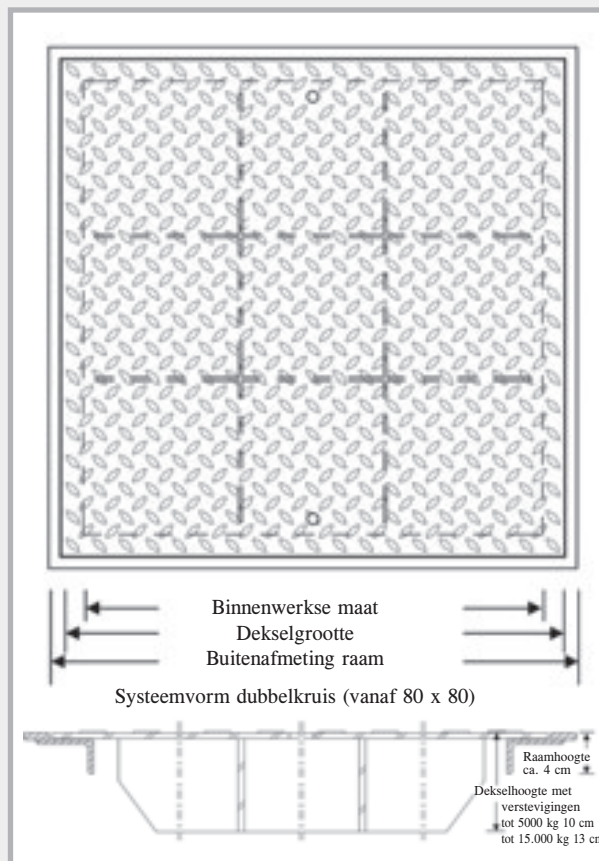 Binnenwerkse maat
Dekselgrootte
Buitenafmeting raam
Systeemvorm dubbelkruis (vanaf 80 x 80)
Raamhoogte
ca. 4 cm
Dekselhoogte met
verstevigingen
tot 5000 kg 10 cm
tot 15.000 kg 13 cm